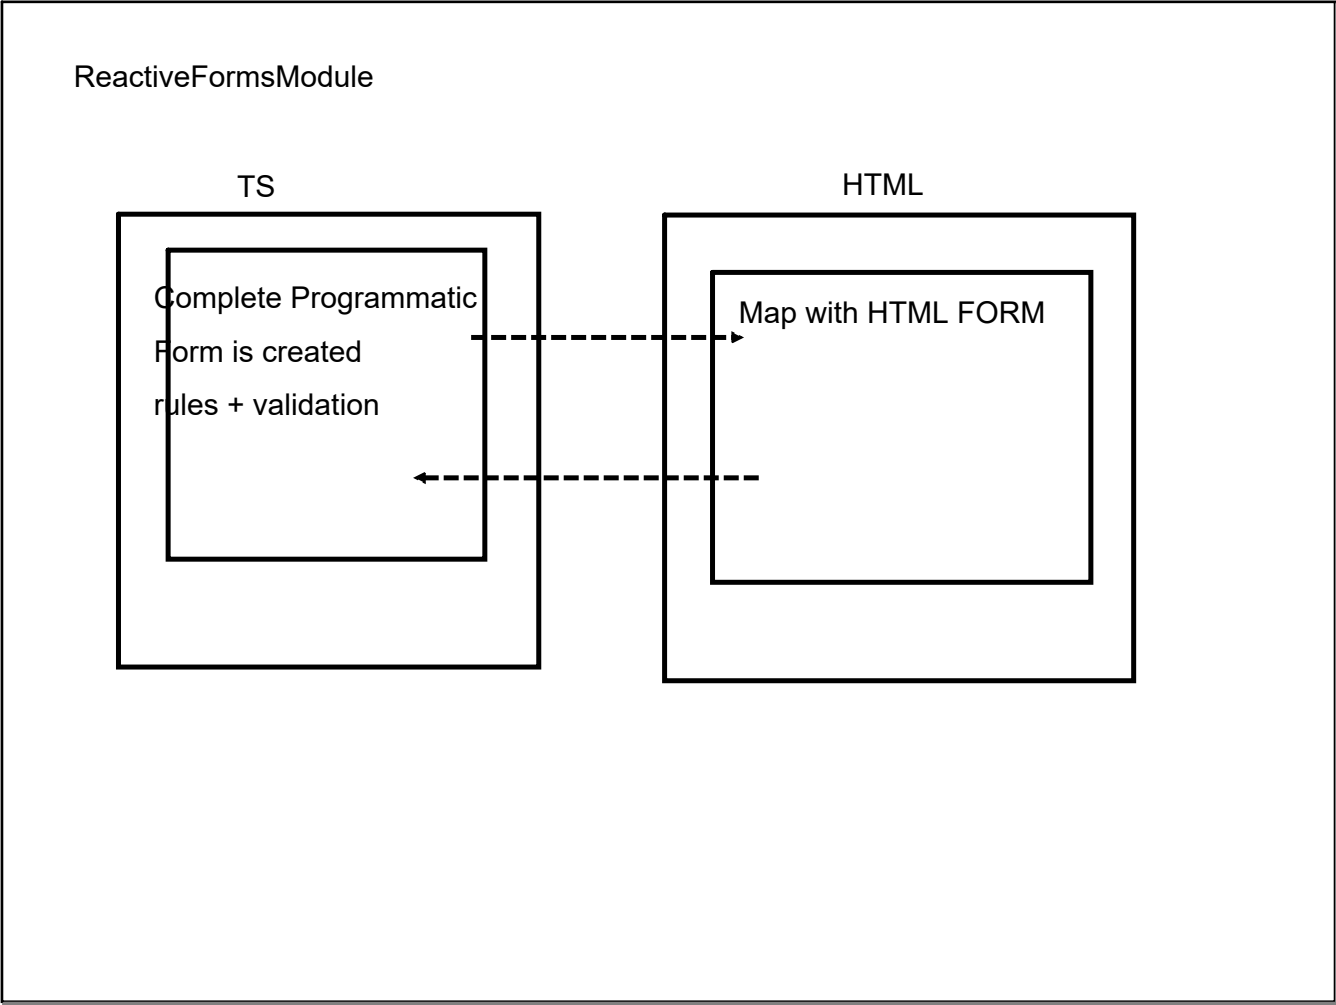 ReactiveFormsModule
TS
HTML
Complete Programmatic
Form is created
rules + validation
Map with HTML FORM